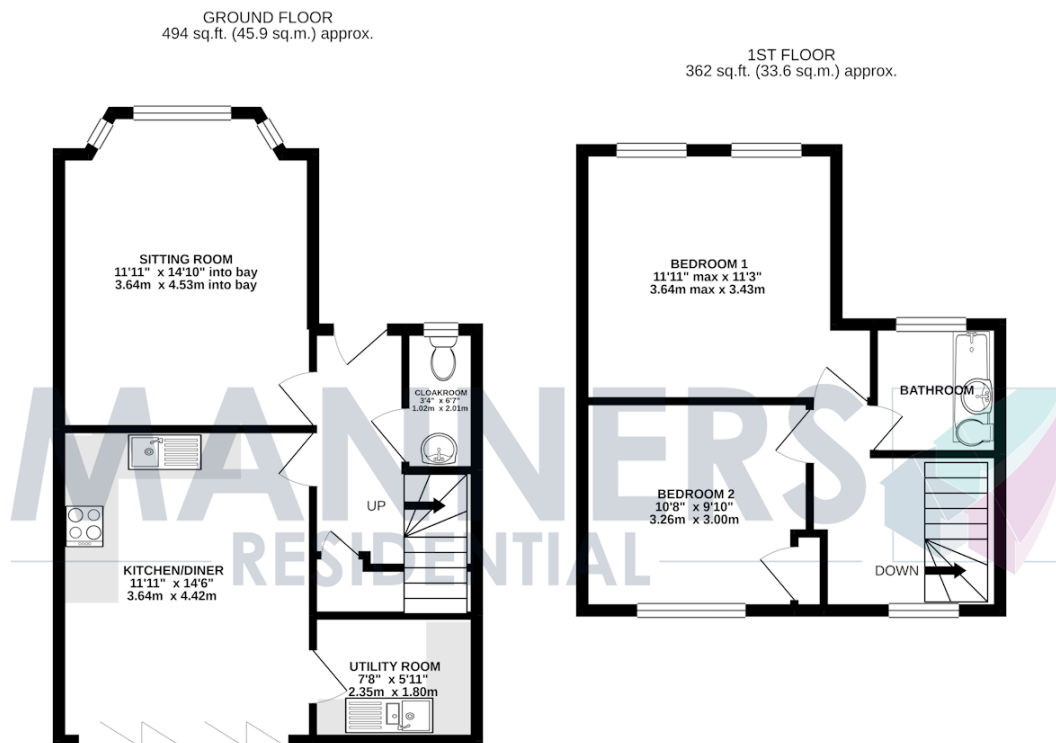 GROUND FLOOR
494 sq.ft. (45.9 sq.m.) approx.
1ST FLOOR
362 sq.ft. (33.6 sq.m.) approx.
SITTING ROOM
11'11" x 14'10" into bay
3.64m x 4.53m into bay
CLOAKROOM
3'4" x 6'7"
1.02m x 2.01m
UP
KITCHEN/DINER
11'11" x 14'6"
3.64m x 4.42m
UTILITY ROOM
7'8" x 5'11"
2.35m x 1.80m
BEDROOM 1
11'11" max x 11'3"
3.64m max x 3.43m
BATHROOM
BEDROOM 2
10'8" x 9'10"
3.26m x 3.00m
DOWN
MANNERS
RESIDENTIAL